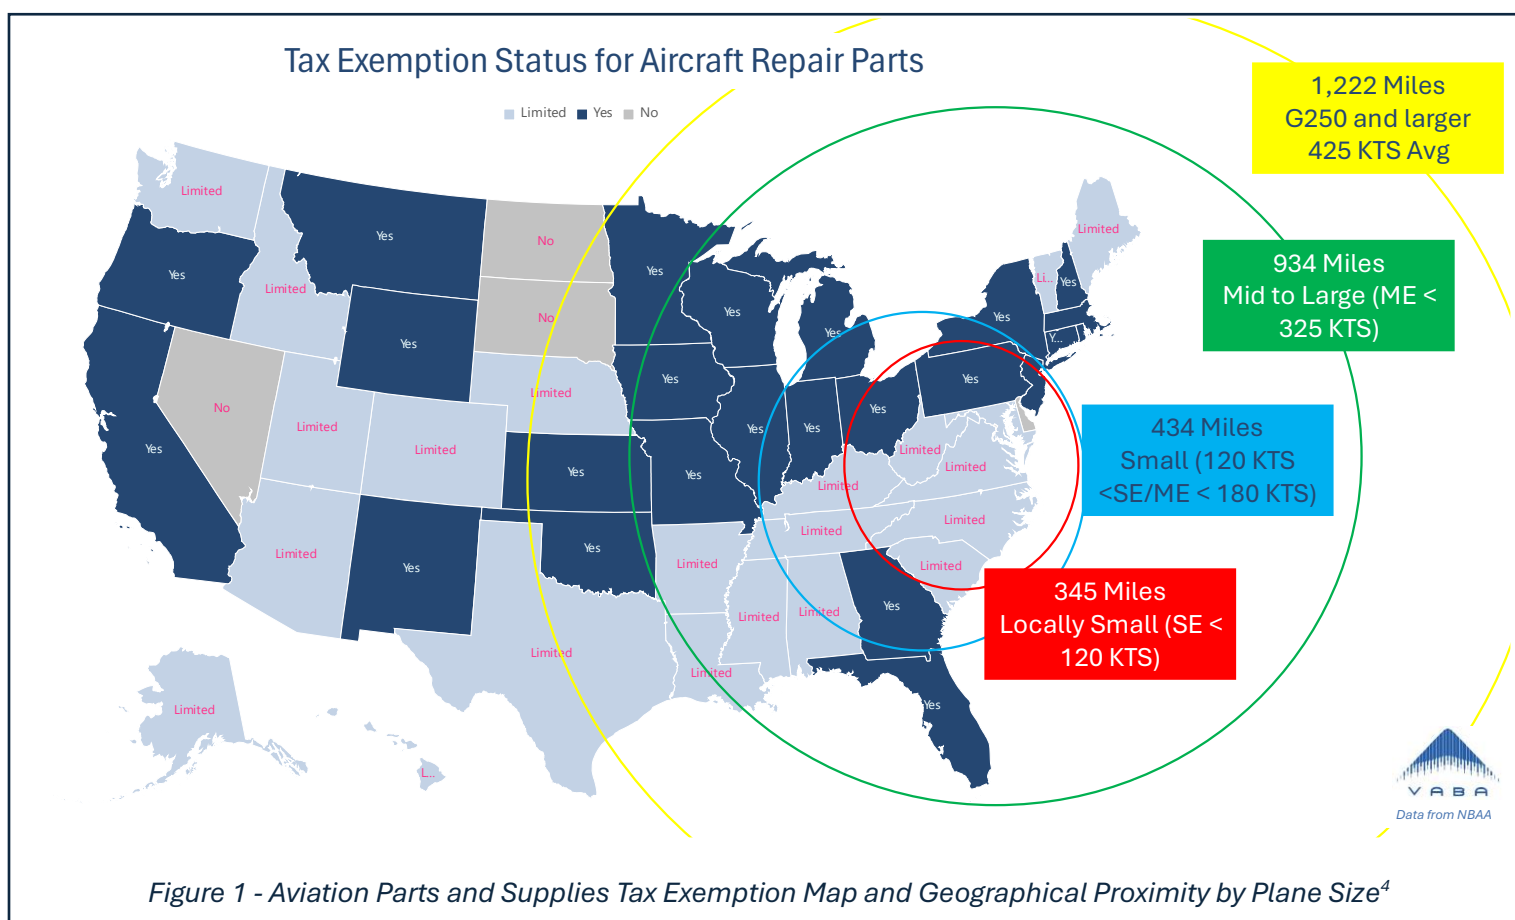 Tax Exemption Status for Aircraft Repair Parts
Limited Yes No
1,222 Miles
G250 and larger
425 KTS Avg
934 Miles
Mid to Large (ME <
325 KTS)
434 Miles
Small (120 KTS
<SE/ME < 180 KTS)
345 Miles
Locally Small (SE <
120 KTS)
Limited
Yes
No
Yes
Limited
Yes
Limited
No
Yes
Limited
Li...
Yes
Yes
Yes
Yes
Y...
Yes
No
Limited
Yes
Limited
Limited
Limited
Yes
Yes
Yes
Yes
Yes
Yes
Yes
Limited
Limited
Limited
Limited
Limited
Limited
Yes
Yes
Limited
Limited
Limited
Limited
Yes
Limited
Limited
Yes
Limited
L...
VABA
Data from NBAA
Figure 1 - Aviation Parts and Supplies Tax Exemption Map and Geographical Proximity by Plane Size4